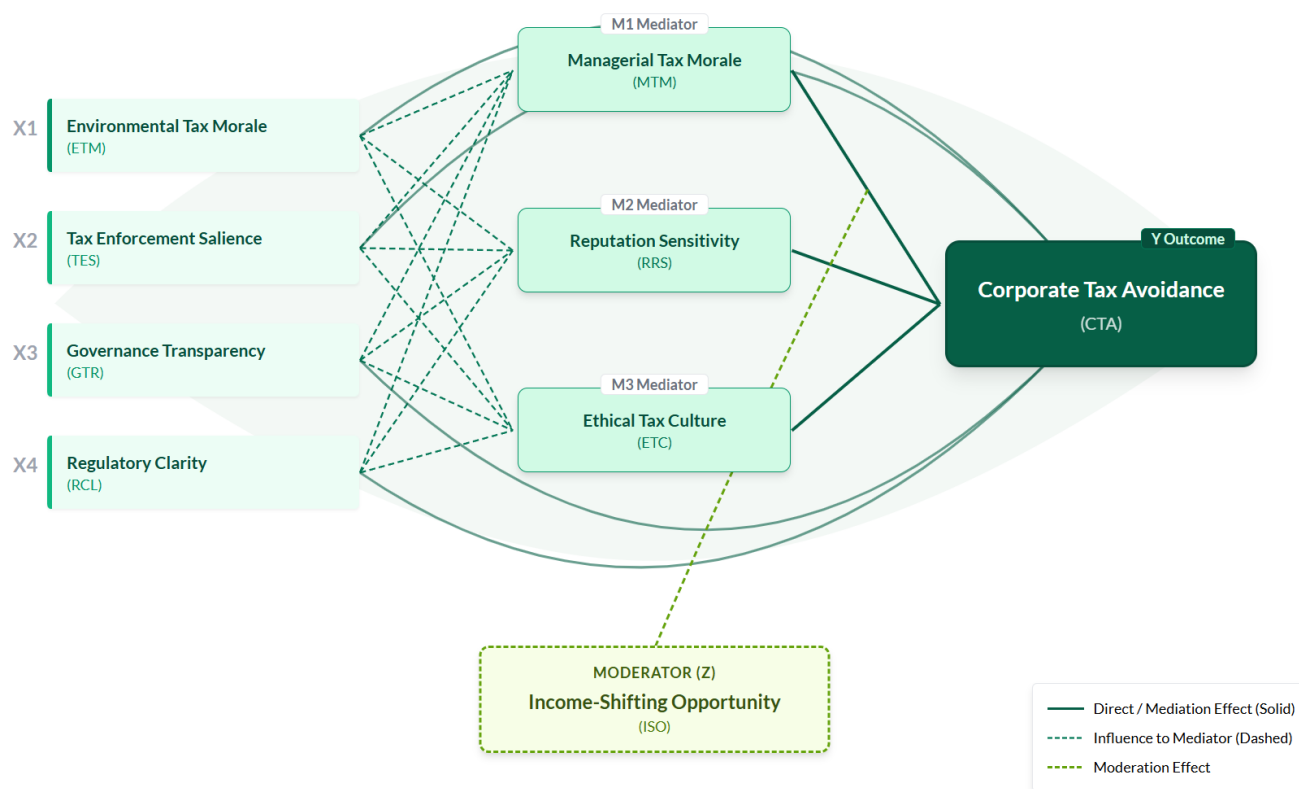 M1 Mediator
Managerial Tax Morale
(MTM)
X1
Environmental Tax Morale
(ETM)
M2 Mediator
Reputation Sensitivity
(RRS)
X2
Tax Enforcement Salience
(TES)
Y Outcome
Corporate Tax Avoidance
(CTA)
X3
Governance Transparency
(GTR)
M3 Mediator
Ethical Tax Culture
(ETC)
X4
Regulatory Clarity
(RCL)
MODERATOR (Z)
Income-Shifting Opportunity
(ISO)
Direct / Mediation Effect (Solid)
Influence to Mediator (Dashed)
Moderation Effect